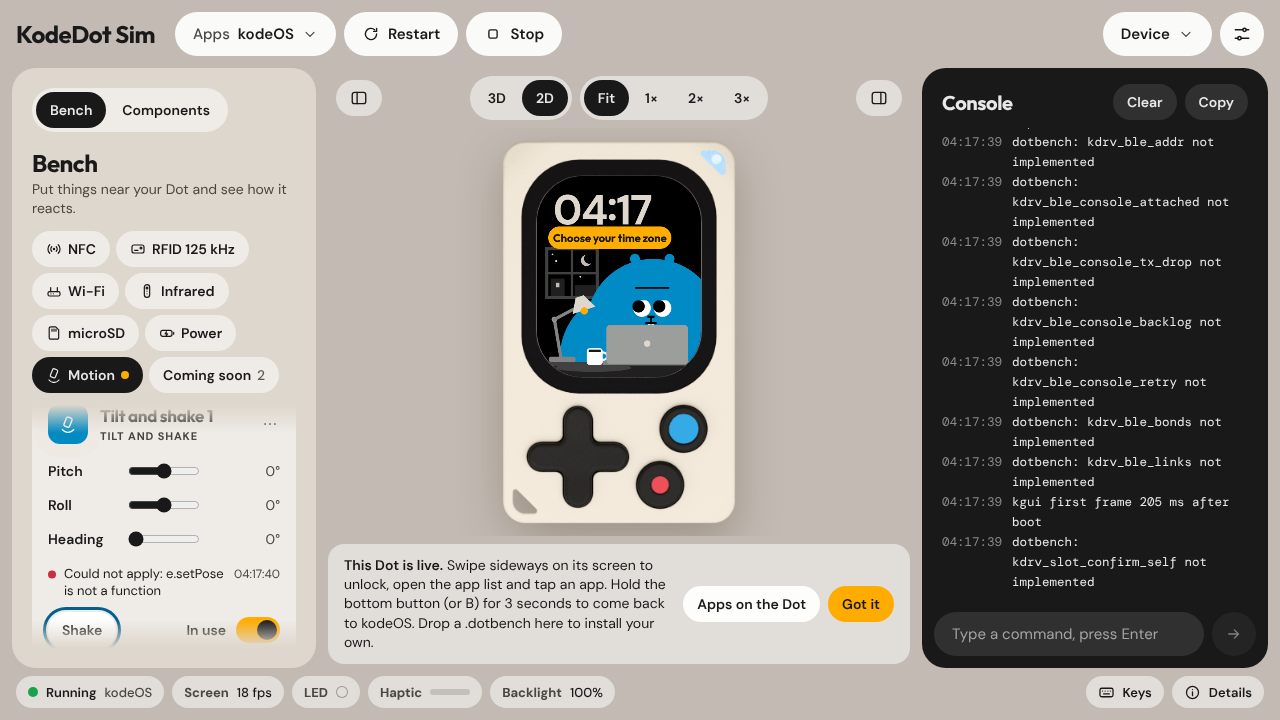 KodeDot Sim
Apps kodeOS
Restart
Stop
Device
Bench
Components
3D
2D
Fit
1×
2×
3×
Console
Clear
Copy
Bench
Put things near your Dot and see how it
reacts.
NFC
RFID 125 kHz
Wi-Fi
Infrared
microSD
Power
Motion
Coming soon 2
Tilt and shake 1
TILT AND SHAKE
...
Pitch
0°
Roll
0°
Heading
0°
Could not apply: e.setPose
is not a function
04:17:40
Shake
In use
04:17
Choose your time zone
This Dot is live. Swipe sideways on its screen to
unlock, open the app list and tap an app. Hold the
bottom button (or B) for 3 seconds to come back
to kodeOS. Drop a .dotbench here to install your
own.
Apps on the Dot
Got it
04:17:39 dotbench: kdrv_ble_addr not
implemented
04:17:39 dotbench:
kdrv_ble_console_attached not
implemented
04:17:39 dotbench:
kdrv_ble_console_tx_drop not
implemented
04:17:39 dotbench:
kdrv_ble_console_backlog not
implemented
04:17:39 dotbench:
kdrv_ble_console_retry not
implemented
04:17:39 dotbench: kdrv_ble_bonds not
implemented
04:17:39 dotbench: kdrv_ble_links not
implemented
04:17:39 kgui first frame 205 ms after
boot
04:17:39 dotbench:
kdrv_slot_confirm_self not
implemented
Type a command, press Enter
Running kodeOS
Screen 18 fps
LED
Haptic
Backlight 100%
Keys
Details